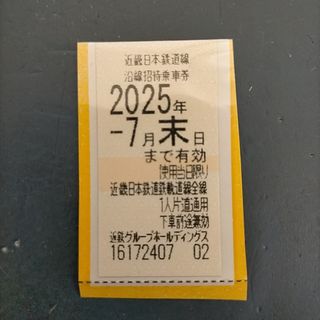 近畿日本鉄道線
沿線招待乗車券
2025年
-7月末日
まで有効
(使用当日限り)
近畿日本鉄道鉄軌道線全線
1人片道通用
下車前途無効
近鉄グループホールディングス
16172407 02